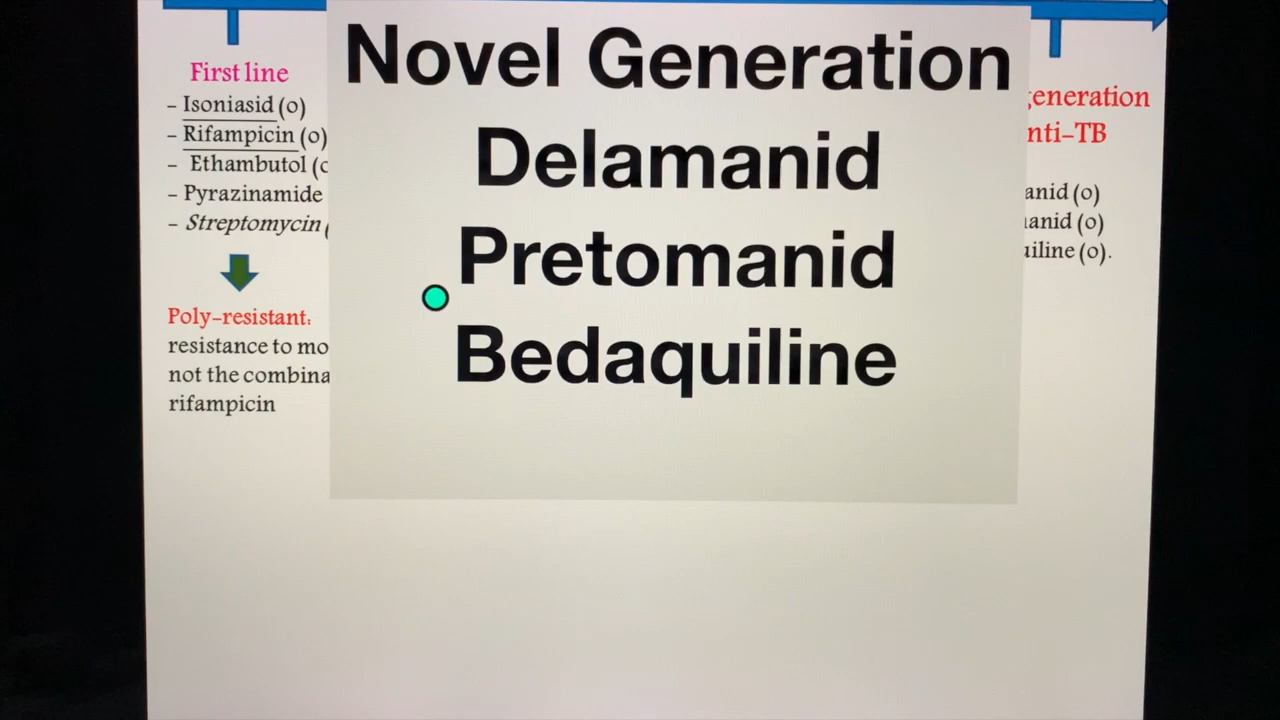 First line
- Isoniasid (o)
- Rifampicin (o)
- Ethambutol (o
- Pyrazinamide
- Streptomycin (
Poly-resistant:
resistance to mo
not the combina
rifampicin
Novel Generation
Delamanid
Pretomanid
Bedaquiline
eneration
nti-TB
anid (o)
anid (o)
iline (o).